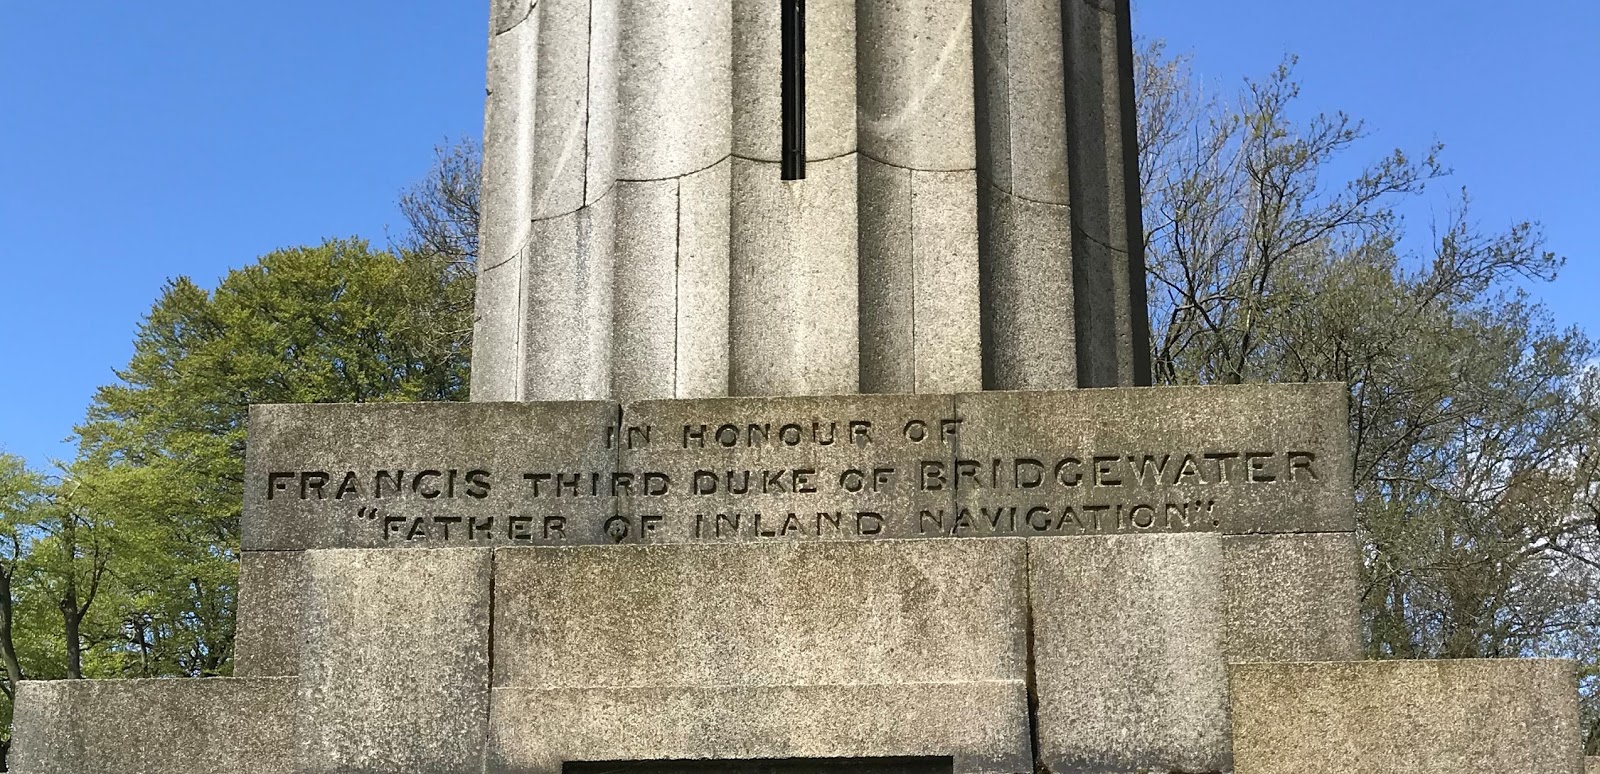 IN HONOUR OF
FRANCIS THIRD DUKE OF BRIDGEWATER
“FATHER OF INLAND NAVIGATION”.